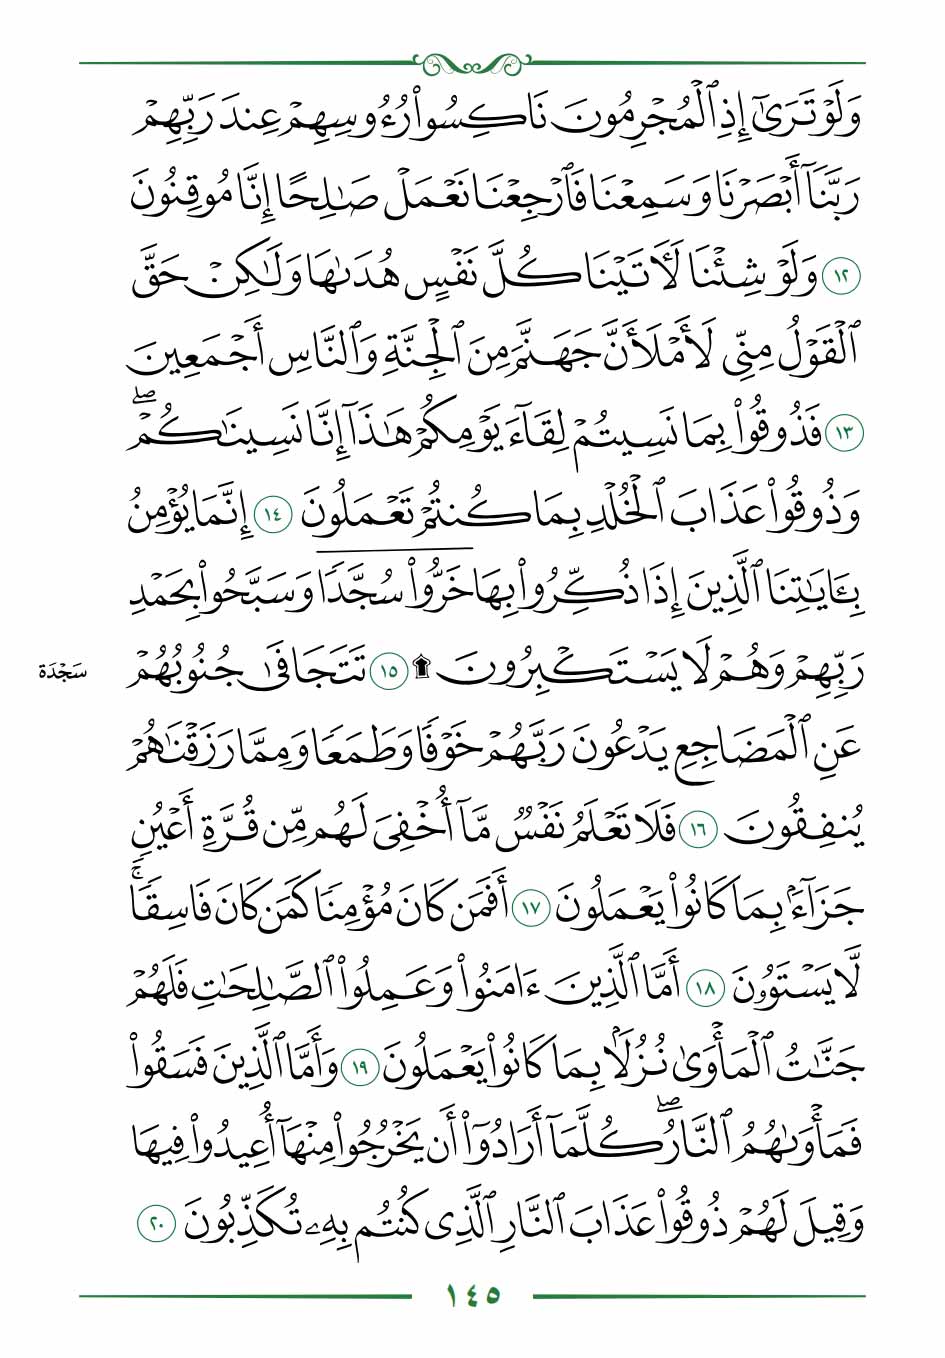 وَلَوْ تَرَىٰٓ إِذِ ٱلْمُجْرِمُونَ نَاكِسُوا۟ رُءُوسِهِمْ عِندَ رَبِّهِمْ
رَبَّنَآ أَبْصَرْنَا وَسَمِعْنَا فَٱرْجِعْنَا نَعْمَلْ صَـٰلِحًا إِنَّا مُوقِنُونَ
١٢ وَلَوْ شِئْنَا لَـَٔاتَيْنَا كُلَّ نَفْسٍ هُدَىٰهَا وَلَـٰكِنْ حَقَّ
ٱلْقَوْلُ مِنِّى لَأَمْلَأَنَّ جَهَنَّمَ مِنَ ٱلْجِنَّةِ وَٱلنَّاسِ أَجْمَعِينَ
١٣ فَذُوقُوا۟ بِمَا نَسِيتُمْ لِقَآءَ يَوْمِكُمْ هَـٰذَآ إِنَّا نَسِينَـٰكُمْ ۖ
وَذُوقُوا۟ عَذَابَ ٱلْخُلْدِ بِمَا كُنتُمْ تَعْمَلُونَ ١٤ إِنَّمَا يُؤْمِنُ
بِـَٔايَـٰتِنَا ٱلَّذِينَ إِذَا ذُكِّرُوا۟ بِهَا خَرُّوا۟ سُجَّدًا وَسَبَّحُوا۟ بِحَمْدِ
رَبِّهِمْ وَهُمْ لَا يَسْتَكْبِرُونَ ۩ ١٥ تَتَجَافَىٰ جُنُوبُهُمْ
سَجْدَة
عَنِ ٱلْمَضَاجِعِ يَدْعُونَ رَبَّهُمْ خَوْفًا وَطَمَعًا وَمِمَّا رَزَقْنَـٰهُمْ
يُنفِقُونَ ١٦ فَلَا تَعْلَمُ نَفْسٌ مَّآ أُخْفِىَ لَهُم مِّن قُرَّةِ أَعْيُنٍ
جَزَآءًۢ بِمَا كَانُوا۟ يَعْمَلُونَ ١٧ أَفَمَن كَانَ مُؤْمِنًا كَمَن كَانَ فَاسِقًا ۚ
لَّا يَسْتَوُۥنَ ١٨ أَمَّا ٱلَّذِينَ ءَامَنُوا۟ وَعَمِلُوا۟ ٱلصَّـٰلِحَـٰتِ فَلَهُمْ
جَنَّـٰتُ ٱلْمَأْوَىٰ نُزُلًۢا بِمَا كَانُوا۟ يَعْمَلُونَ ١٩ وَأَمَّا ٱلَّذِينَ فَسَقُوا۟
فَمَأْوَىٰهُمُ ٱلنَّارُ ۖ كُلَّمَآ أَرَادُوٓا۟ أَن يَخْرُجُوا۟ مِنْهَآ أُعِيدُوا۟ فِيهَا
وَقِيلَ لَهُمْ ذُوقُوا۟ عَذَابَ ٱلنَّارِ ٱلَّذِى كُنتُم بِهِۦ تُكَذِّبُونَ ٢٠
١٤٥